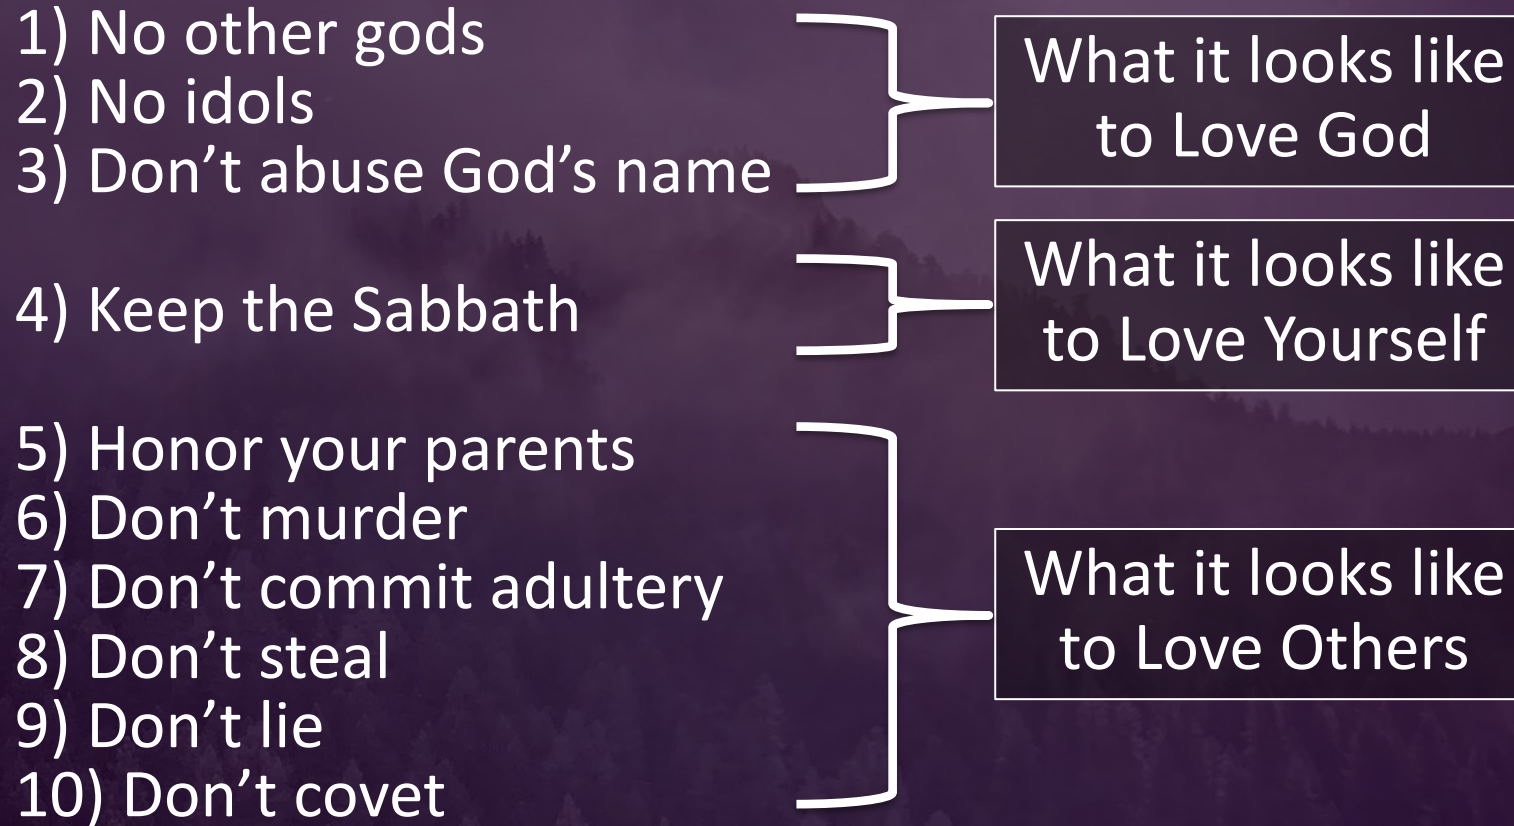 1) No other gods
2) No idols
3) Don’t abuse God’s name
What it looks like
to Love God
4) Keep the Sabbath
What it looks like
to Love Yourself
5) Honor your parents
6) Don’t murder
7) Don’t commit adultery
8) Don’t steal
9) Don’t lie
10) Don’t covet
What it looks like
to Love Others